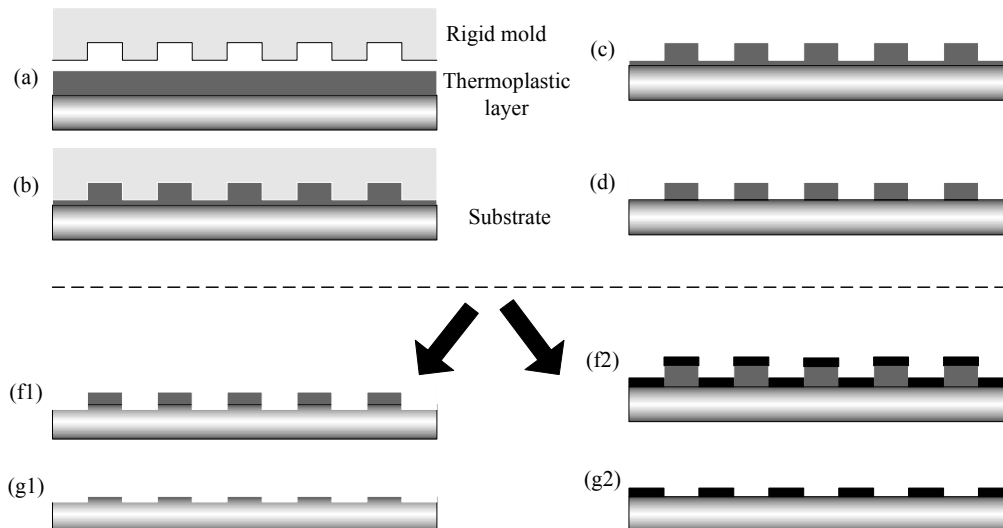 (a)
Rigid mold
Thermoplastic
layer
(b)
Substrate
(c)
(d)
(f1)
(g1)
(f2)
(g2)